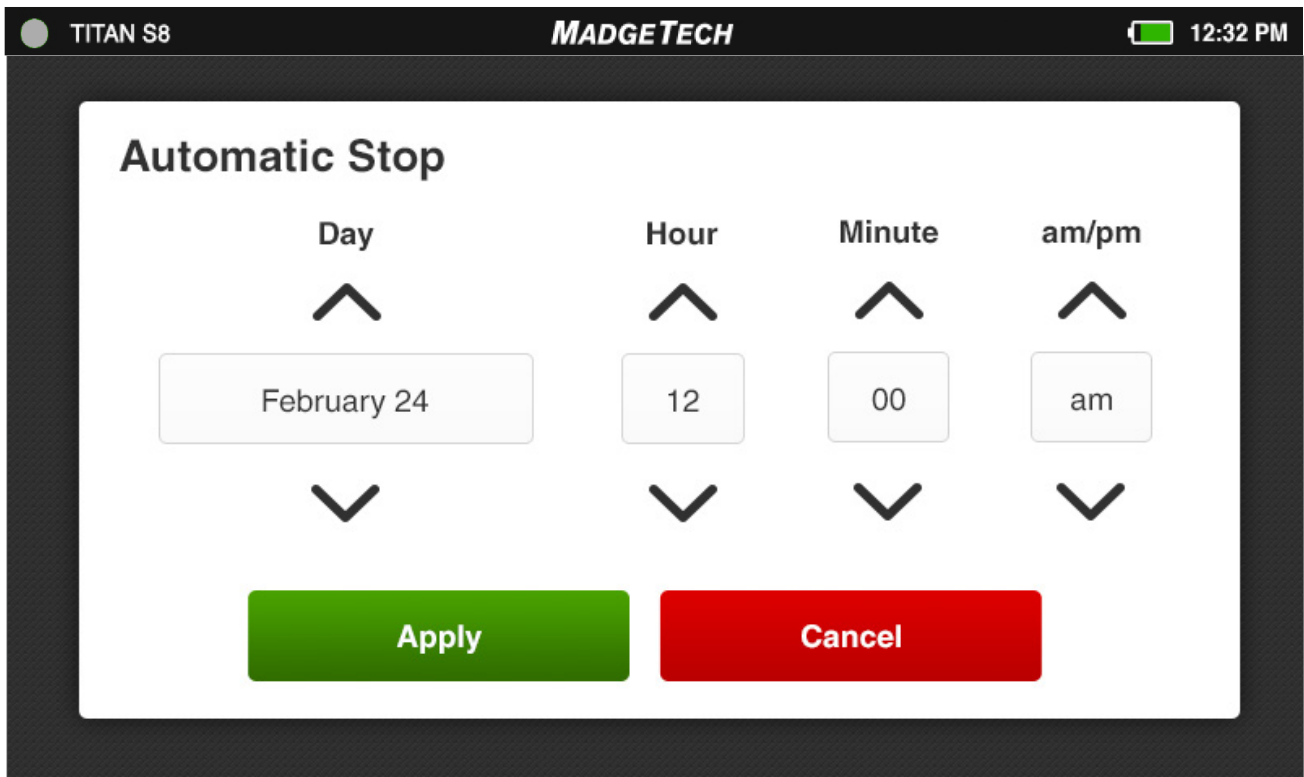 TITAN S8 MADGETECH 12:32 PM
Automatic Stop
Day Hour Minute am/pm
February 24 12 00 am
Apply Cancel